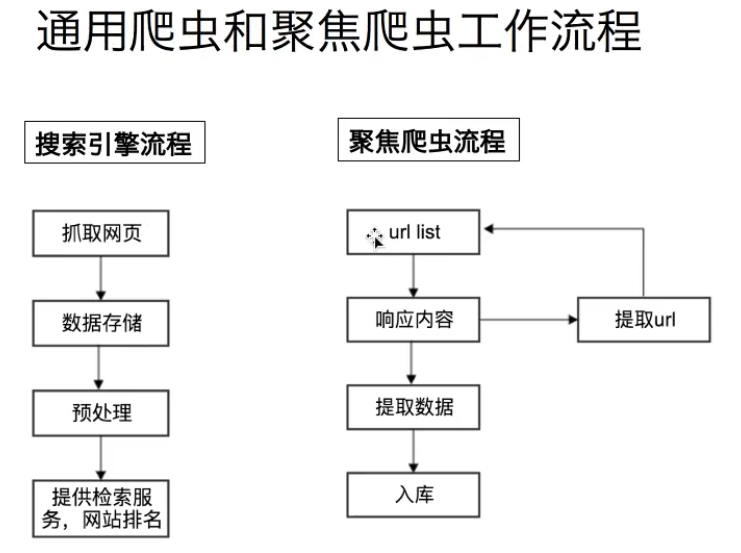 通用爬虫和聚焦爬虫工作流程
搜索引擎流程
抓取网页
数据存储
预处理
提供检索服
务，网站排名
聚焦爬虫流程
url list
响应内容
提取url
提取数据
入库